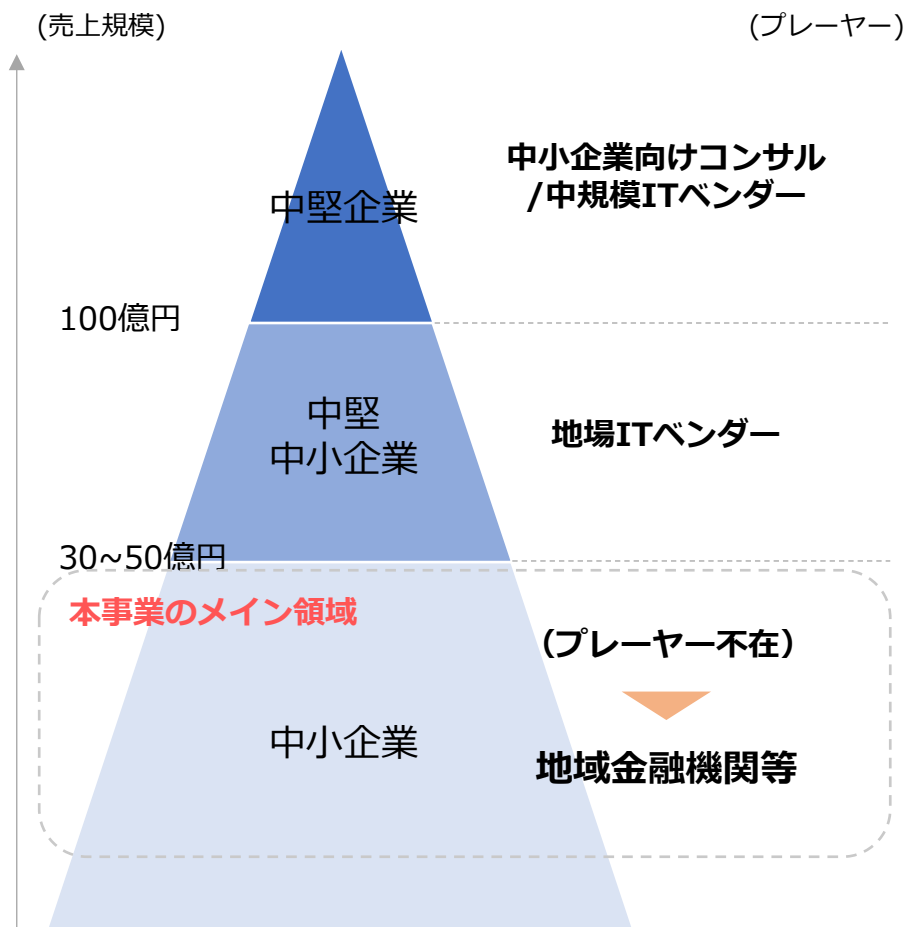 (売上規模)
(プレーヤー)
中小企業向けコンサル
/中規模ITベンダー
中堅企業
100億円
中堅
中小企業
地場ITベンダー
30~50億円
本事業のメイン領域
（プレーヤー不在）
中小企業
地域金融機関等